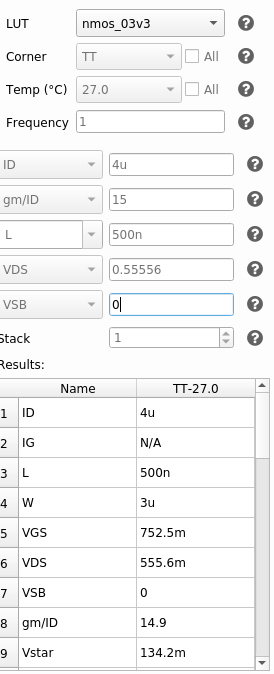 LUT nmos_03v3 ?
Corner TT All ?
Temp (°C) 27.0 All ?
Frequency 1 ?
ID 4u ?
gm/ID 15 ?
L 500n ?
VDS 0.55556 ?
VSB 0 ?
Stack 1 ?
Results:
Name TT-27.0
1 ID 4u
2 IG N/A
3 L 500n
4 W 3u
5 VGS 752.5m
6 VDS 555.6m
7 VSB 0
8 gm/ID 14.9
9 Vstar 134.2m